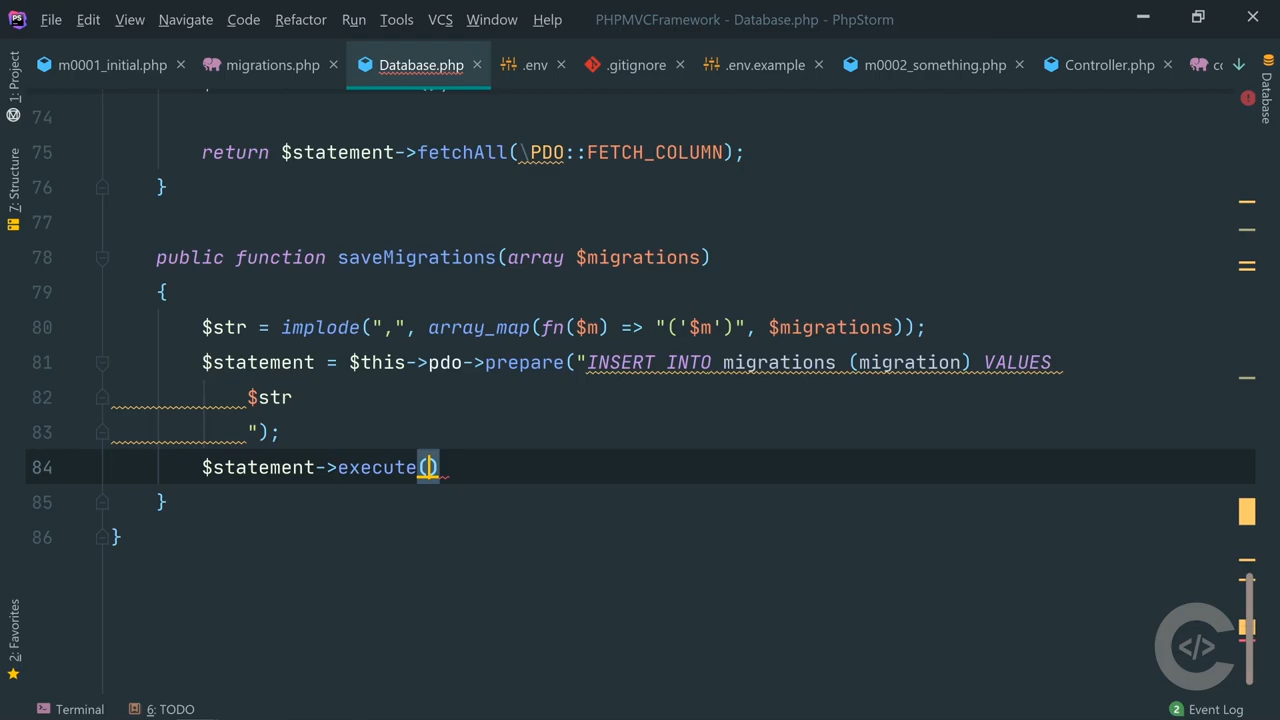 PS File Edit View Navigate Code Refactor Run Tools VCS Window Help PHPMVCFramework - Database.php - PhpStorm
m0001_initial.php migrations.php Database.php .env .gitignore .env.example m0002_something.php Controller.php
1: Project
7: Structure
2: Favorites
Database
74
75 return $statement->fetchAll(\PDO::FETCH_COLUMN);
76 }
77
78 public function saveMigrations(array $migrations)
79 {
80 $str = implode(",", array_map(fn($m) => "('$m')", $migrations));
81 $statement = $this->pdo->prepare("INSERT INTO migrations (migration) VALUES
82 $str
83 ");
84 $statement->execute()
85 }
86 }
</>
Terminal 6: TODO 2 Event Log